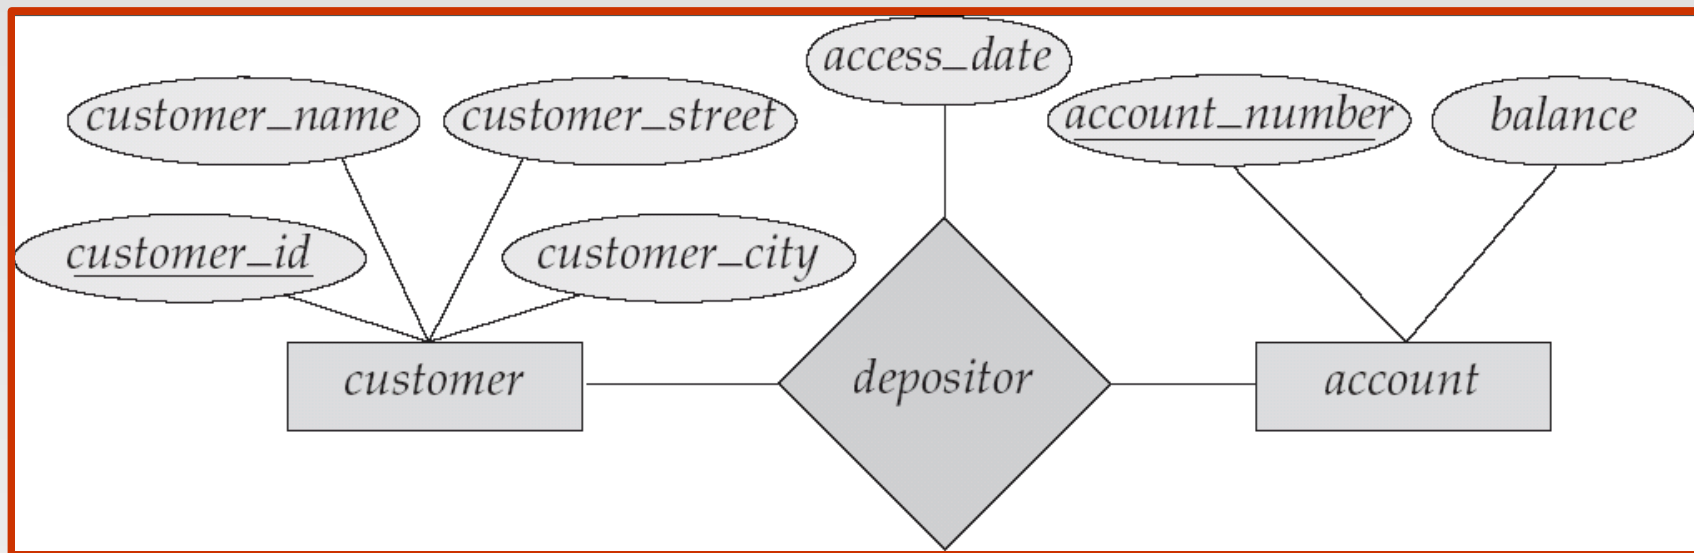 access_date
customer_name
customer_street
account_number
balance
customer_id
customer_city
customer
depositor
account